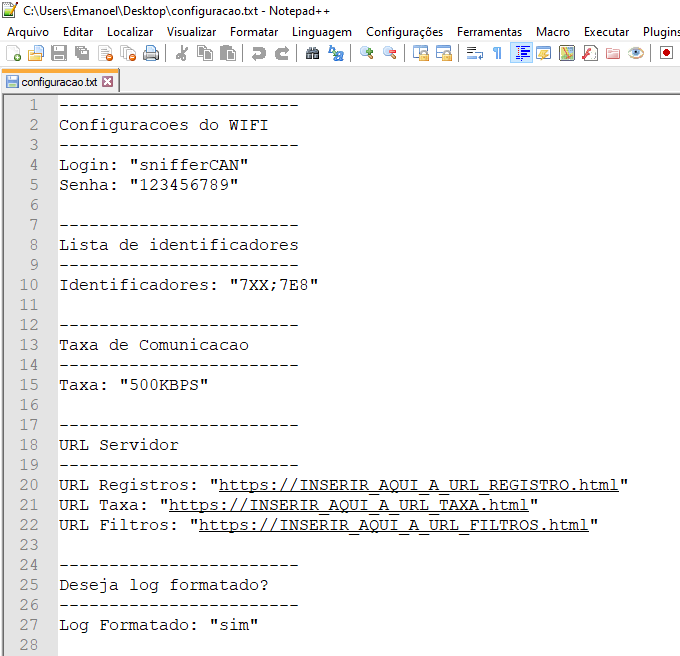 C:\Users\Emanoel\Desktop\configuracao.txt - Notepad++
Arquivo Editar Localizar Visualizar Formatar Linguagem Configurações Ferramentas Macro Executar Plugins
configuracao.txt
1 ------------------------
2 Configuracoes do WIFI
3 ------------------------
4 Login: "snifferCAN"
5 Senha: "123456789"
6
7 ------------------------
8 Lista de identificadores
9 ------------------------
10 Identificadores: "7XX;7E8"
11
12 ------------------------
13 Taxa de Comunicacao
14 ------------------------
15 Taxa: "500KBPS"
16
17 ------------------------
18 URL Servidor
19 ------------------------
20 URL Registros: "https://INSERIR_AQUI_A_URL_REGISTRO.html"
21 URL Taxa: "https://INSERIR_AQUI_A_URL_TAXA.html"
22 URL Filtros: "https://INSERIR_AQUI_A_URL_FILTROS.html"
23
24 ------------------------
25 Deseja log formatado?
26 ------------------------
27 Log Formatado: "sim"
28